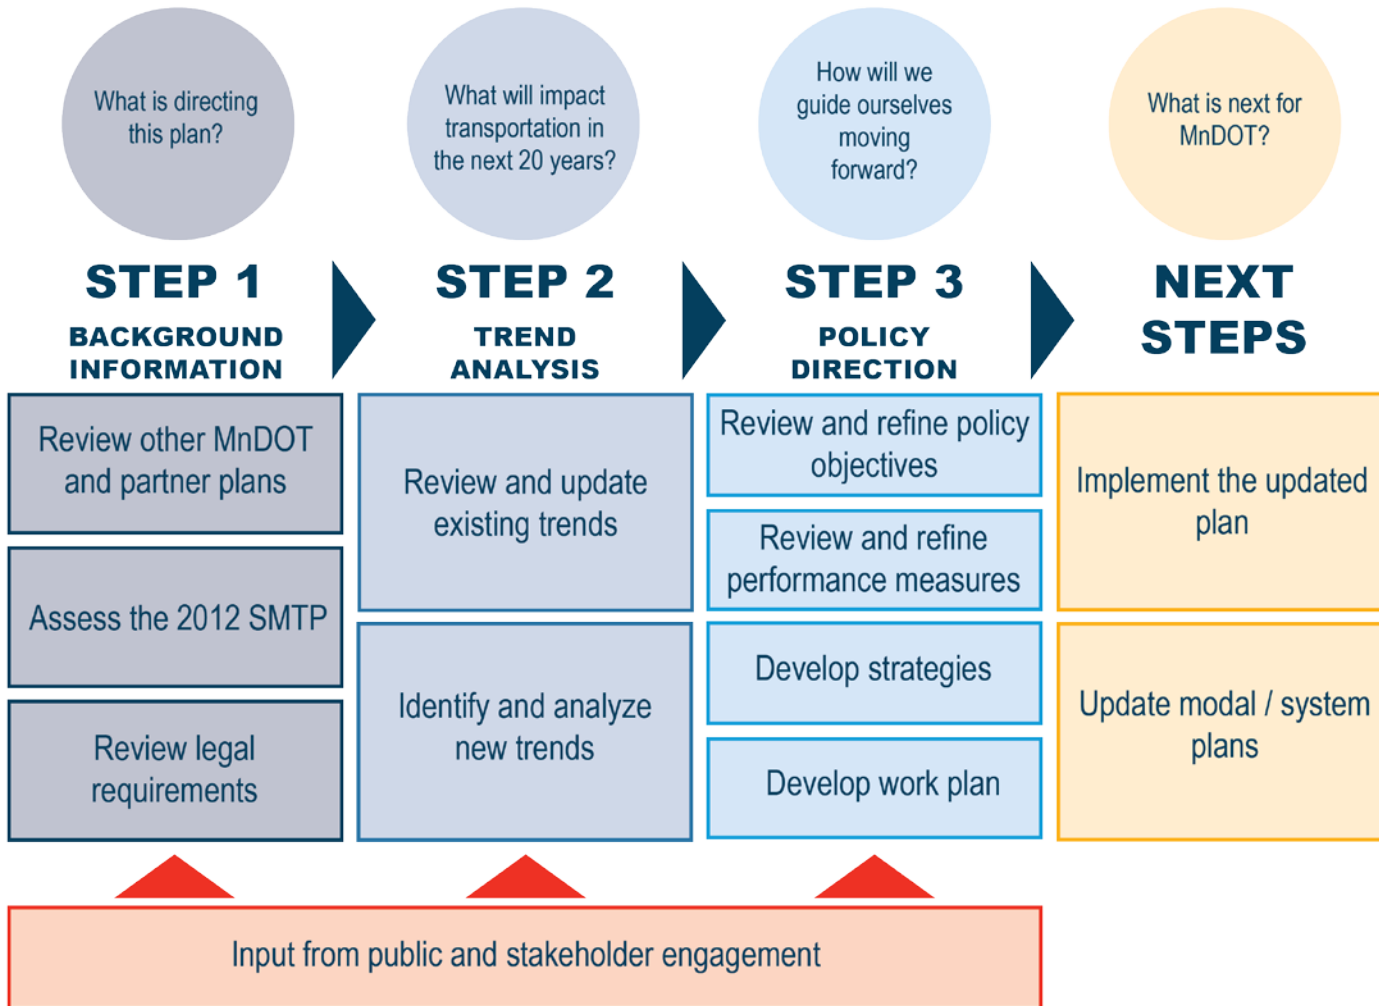 What is directing
this plan?
What will impact
transportation in
the next 20 years?
How will we
guide ourselves
moving
forward?
What is next for
MnDOT?
STEP 1
BACKGROUND
INFORMATION
STEP 2
TREND
ANALYSIS
STEP 3
POLICY
DIRECTION
NEXT
STEPS
Review other MnDOT
and partner plans
Assess the 2012 SMTP
Review legal
requirements
Review and update
existing trends
Identify and analyze
new trends
Review and refine policy
objectives
Review and refine
performance measures
Develop strategies
Develop work plan
Implement the updated
plan
Update modal / system
plans
Input from public and stakeholder engagement